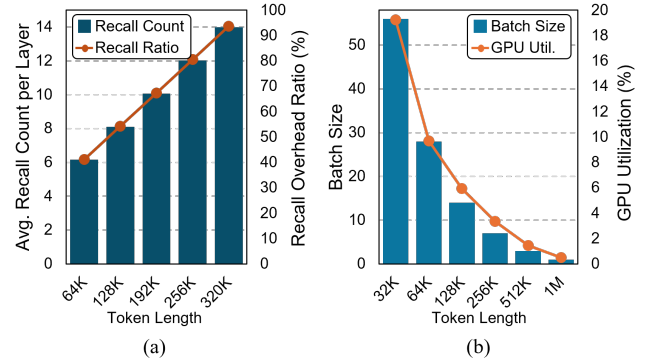 Avg. Recall Count per Layer
14
12
10
8
6
4
2
0
Recall Count
Recall Ratio
100
90
80
70
60
50
40
30
20
10
0
Recall Overhead Ratio (%)
64K
128K
192K
256K
320K
Token Length
(a)
Batch Size
50
40
30
20
10
0
Batch Size
GPU Util.
20
18
16
14
12
10
8
6
4
2
0
GPU Utilization (%)
32K
64K
128K
256K
512K
1M
Token Length
(b)